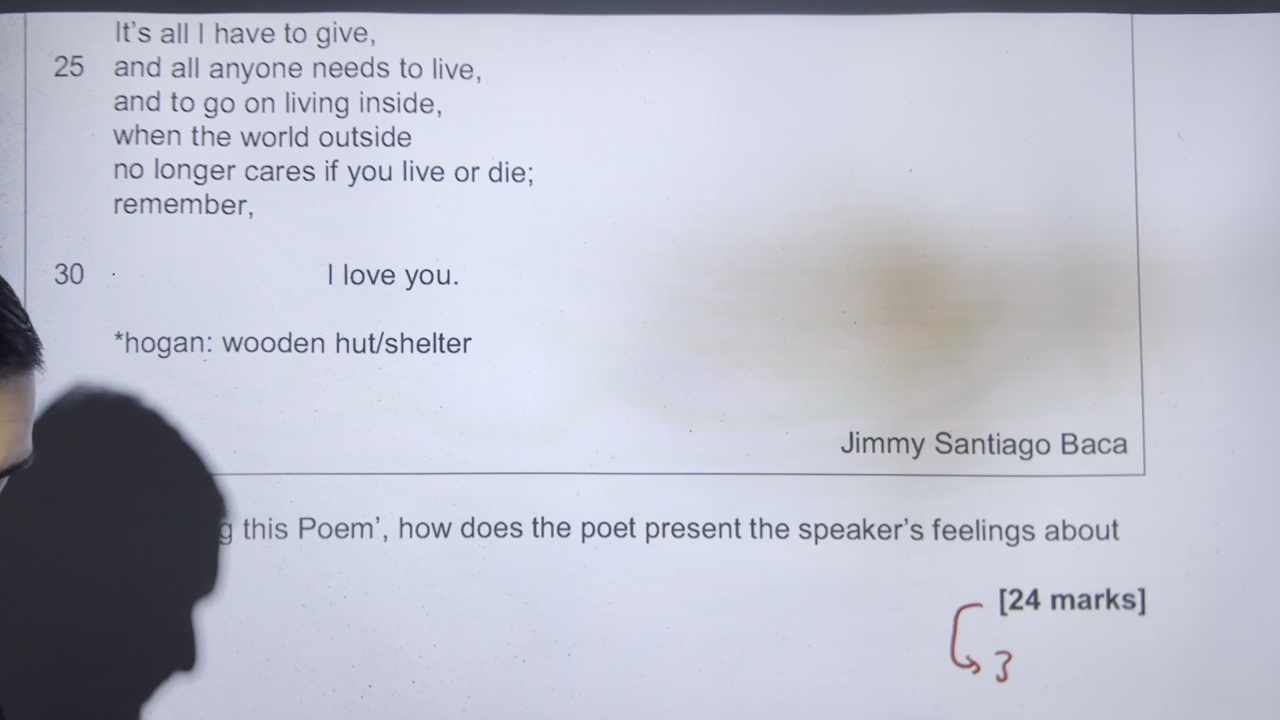 It's all I have to give,
25 and all anyone needs to live,
and to go on living inside,
when the world outside
no longer cares if you live or die;
remember,
30 I love you.
*hogan: wooden hut/shelter
Jimmy Santiago Baca
this Poem', how does the poet present the speaker's feelings about
[24 marks]
3